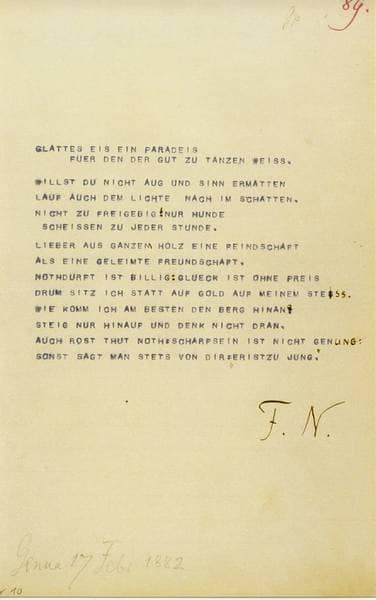 89.
GLATTES EIS EIN PARADEIS
FUER DEN DER GUT ZU TANZEN WEISS.
WILLST DU NICHT AUG UND SINN ERMATTEN
LAUF AUCH DEM LICHTE NACH IM SCHATTEN.
NICHT ZU FREIGEBIG:NUR HUNDE
SCHEISSEN ZU JEDER STUNDE.
LIEBER AUS GANZEM HOLZ EINE FEINDSCHAFT
ALS EINE GELEIMTE FREUNDSCHAFT.
NOTHDURFT IST BILLIG:GLUECK IST OHNE PREIS
DRUM SITZ ICH STATT AUF GOLD AUF MEINEM STEISS.
WIE KOMM ICH AM BESTEN DEN BERG HINAN?
STEIG NUR HINAUF UND DENK NICHT DRAN.
AUCH ROST THUT NOTH:SCHARFSEIN IST NICHT GENUNG:
SONST SAGT MAN STETS VON DIR:ERISTZU JUNG.
F. N.
Genua 17 Febr 1882
10